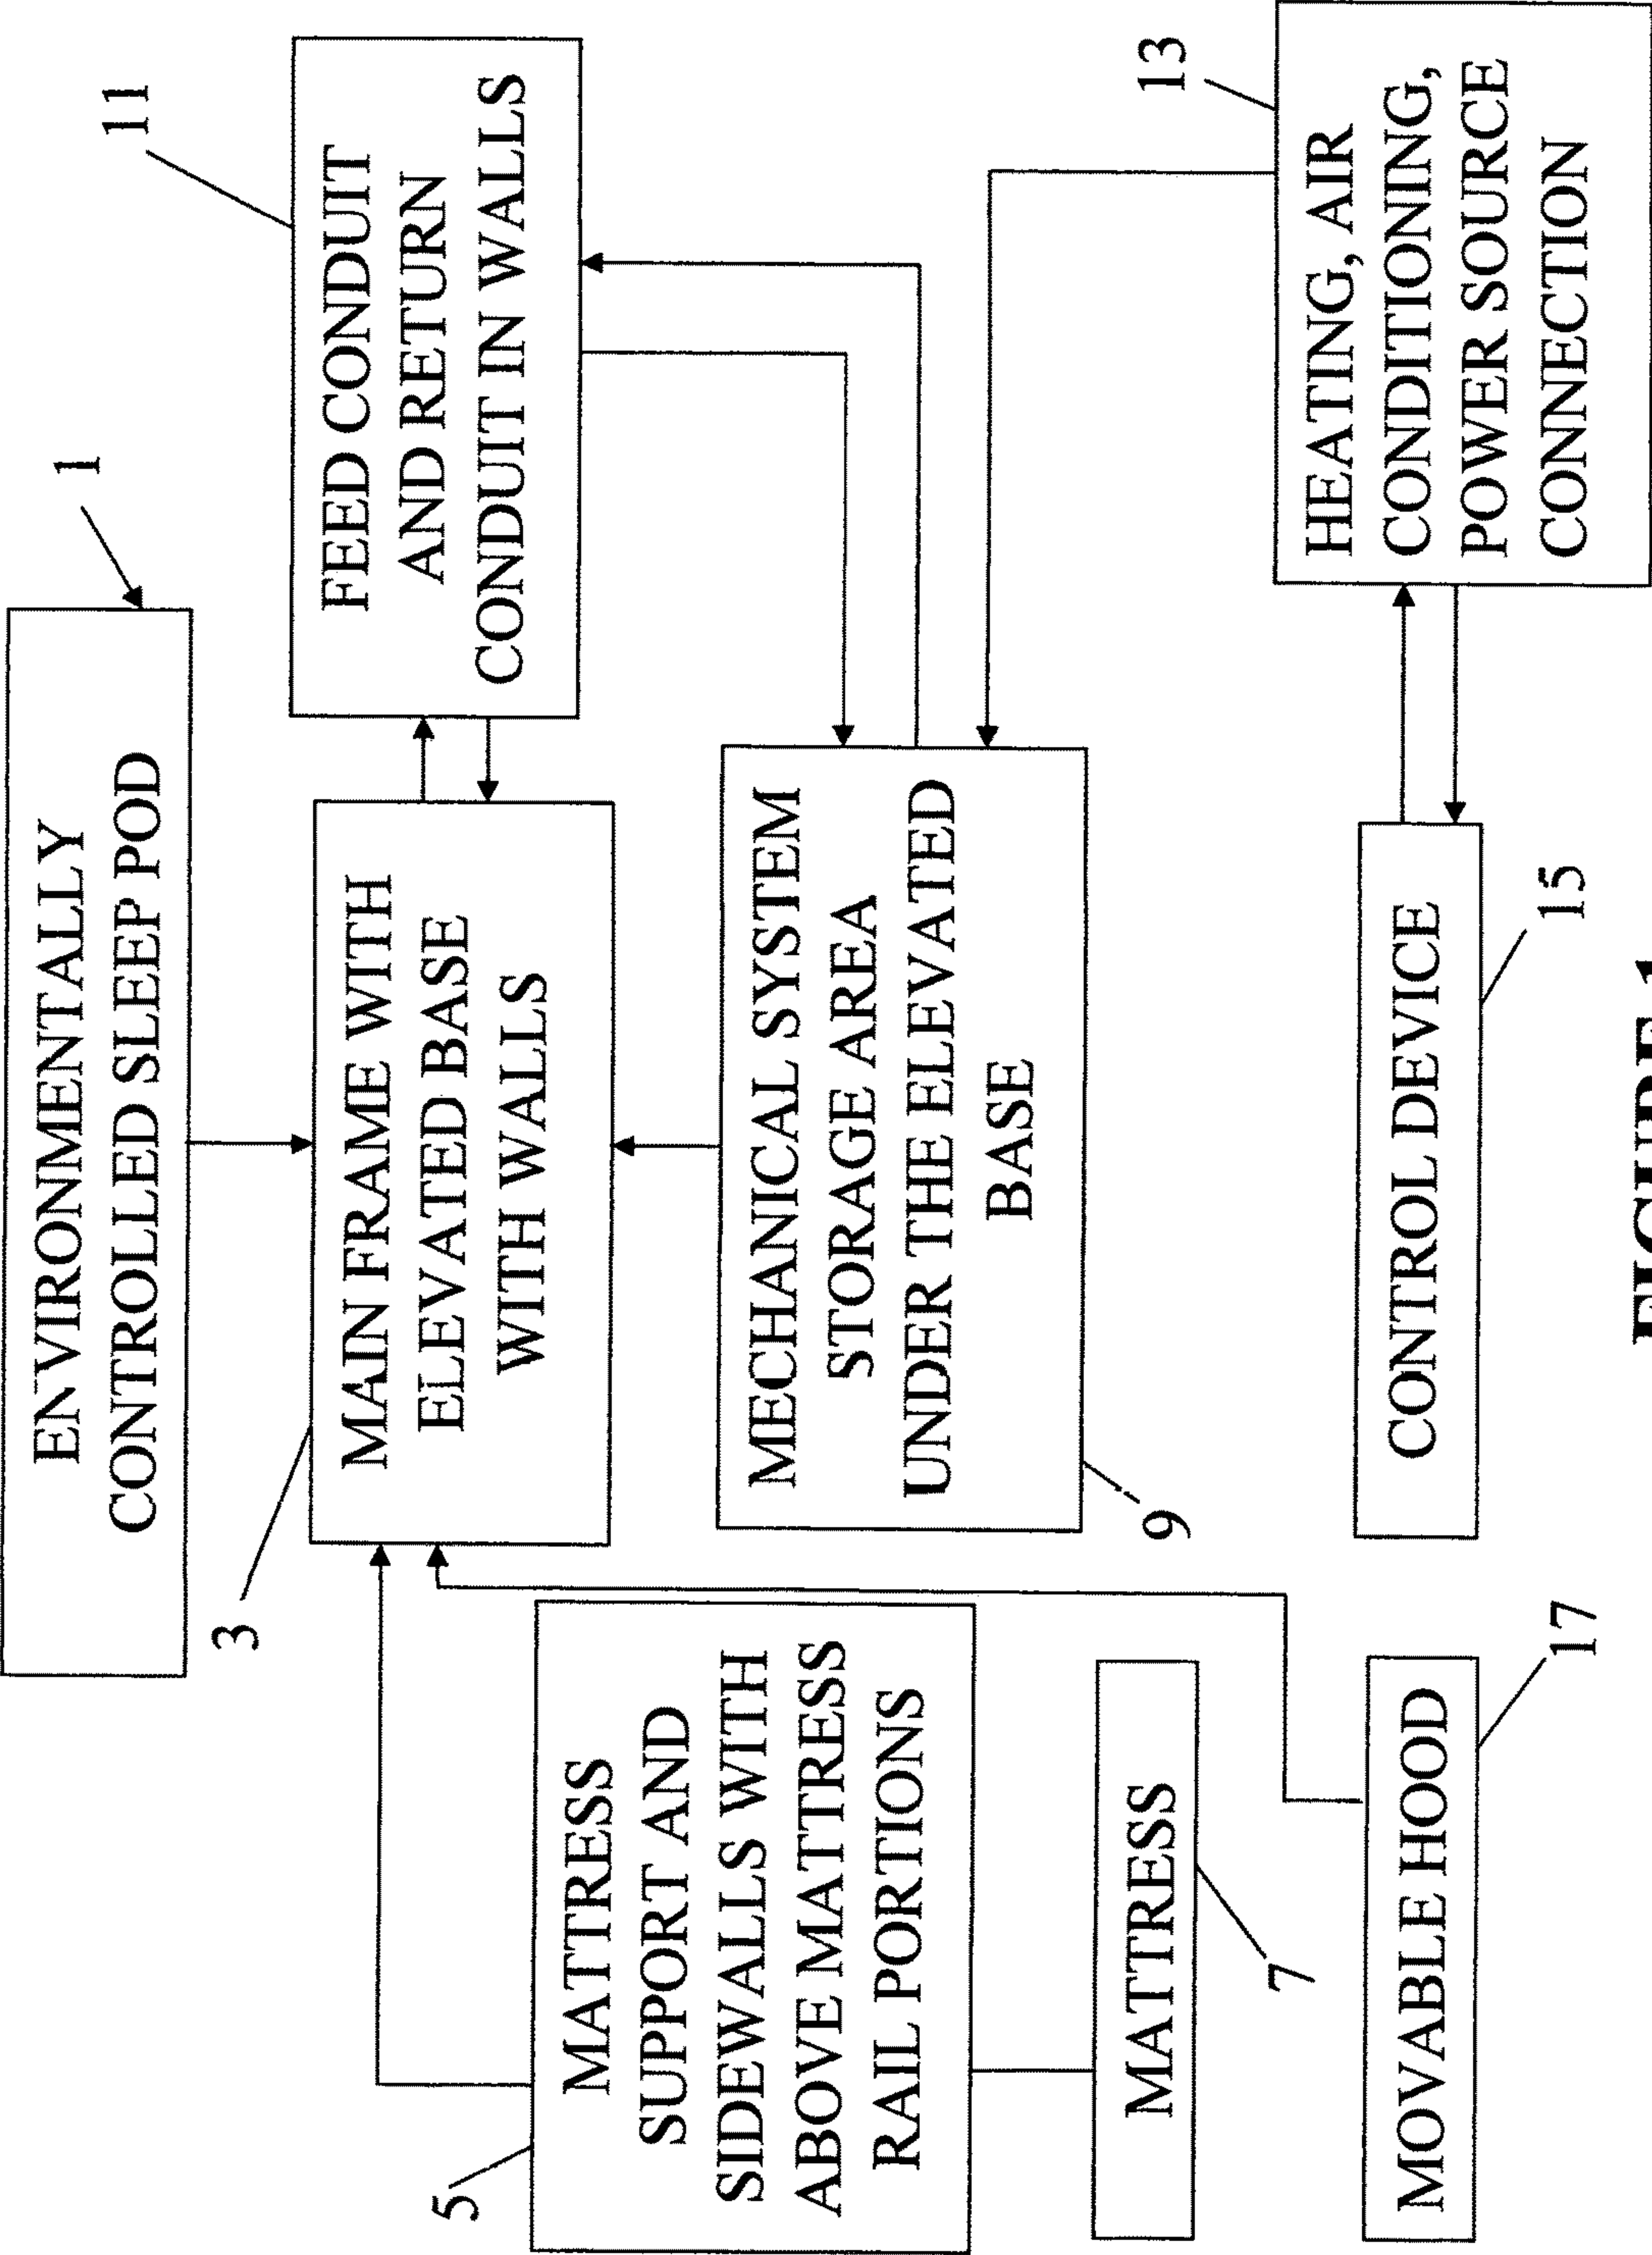 1
ENVIRONMENTALLY
CONTROLLED SLEEP POD
11
FEED CONDUIT
AND RETURN
CONDUIT IN WALLS
3
MAIN FRAME WITH
ELEVATED BASE
WITH WALLS
5
MATTRESS
SUPPORT AND
SIDEWALLS WITH
ABOVE MATTRESS
RAIL PORTIONS
MECHANICAL SYSTEM
STORAGE AREA
UNDER THE ELEVATED
BASE
9
13
HEATING, AIR
CONDITIONING,
POWER SOURCE
CONNECTION
MATTRESS
7
CONTROL DEVICE
15
MOVABLE HOOD
17
FIGURE 1